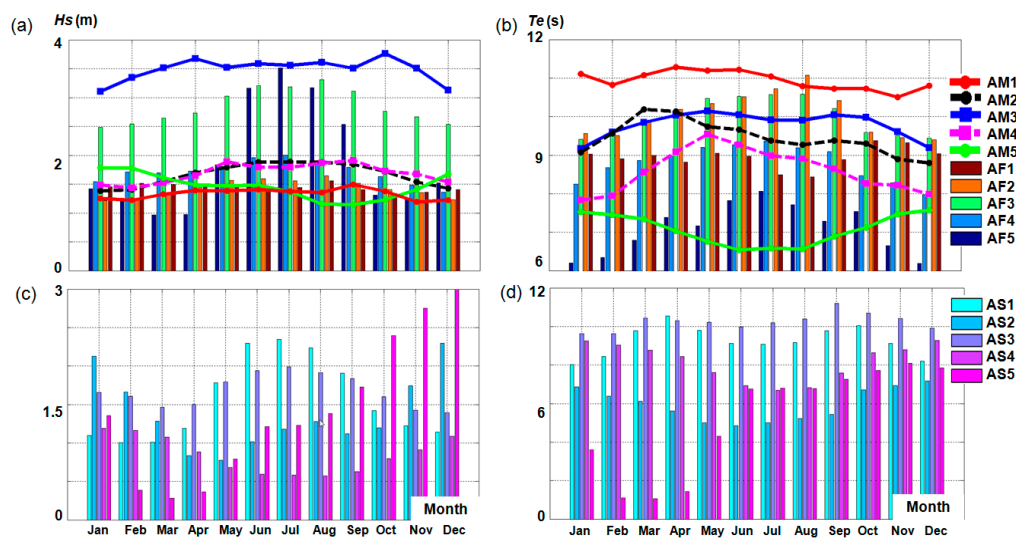 (a) Hs (m)
4
2
0
(b) Te (s)
12
9
6
AM1
AM2
AM3
AM4
AM5
AF1
AF2
AF3
AF4
AF5
(c)
3
1.5
0
Month
Jan Feb Mar Apr May Jun Jul Aug Sep Oct Nov Dec
(d)
12
6
0
Month
Jan Feb Mar Apr May Jun Jul Aug Sep Oct Nov Dec
AS1
AS2
AS3
AS4
AS5